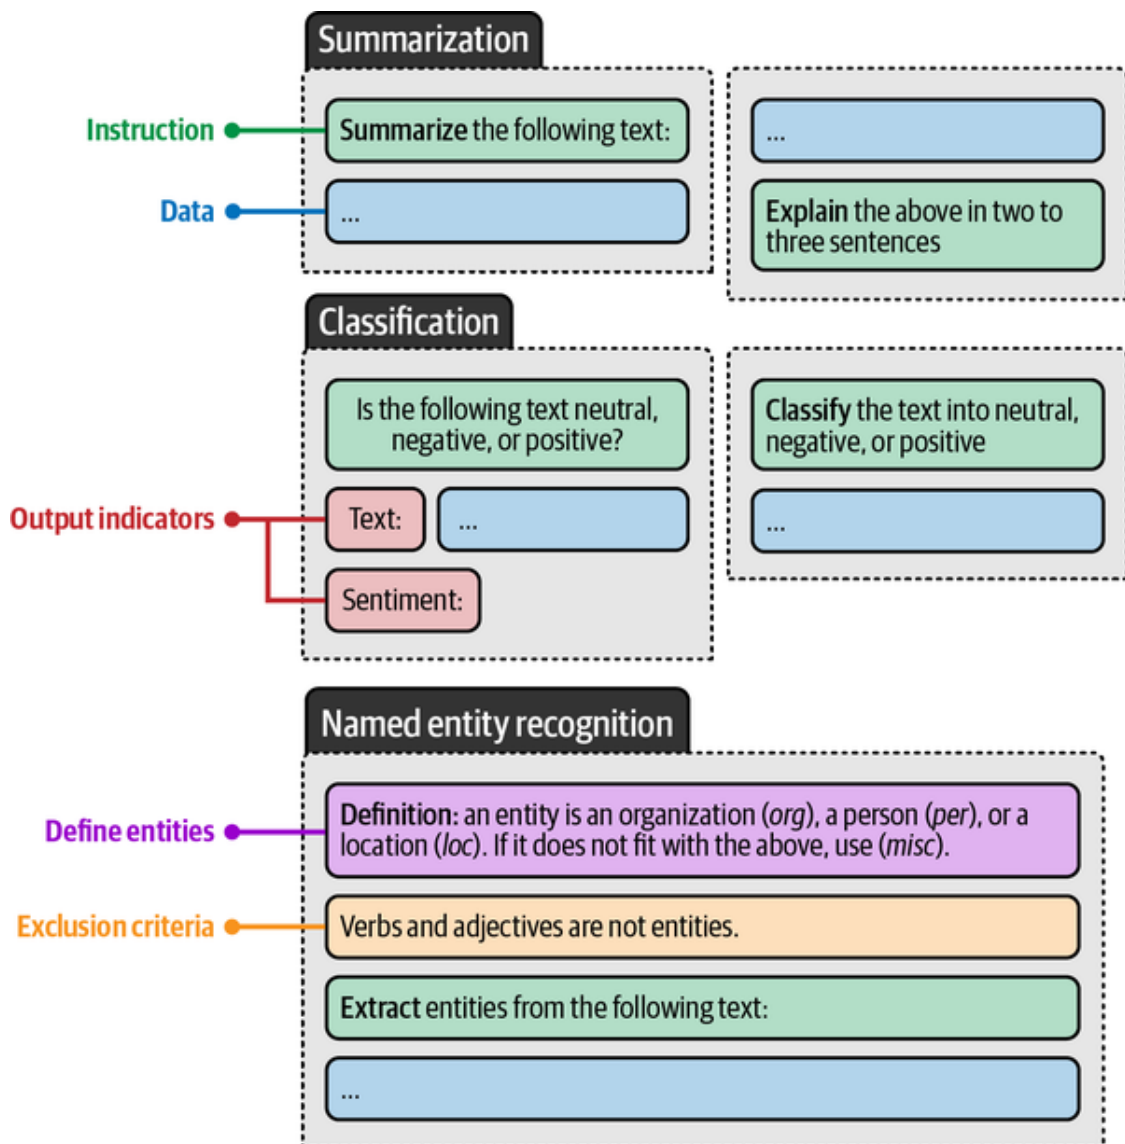 Summarization
Instruction
Summarize the following text:
Data
...
...
Explain the above in two to
three sentences
Classification
Is the following text neutral,
negative, or positive?
Output indicators
Text:
...
Sentiment:
Classify the text into neutral,
negative, or positive
...
Named entity recognition
Define entities
Definition: an entity is an organization (org), a person (per), or a
location (loc). If it does not fit with the above, use (misc).
Exclusion criteria
Verbs and adjectives are not entities.
Extract entities from the following text:
...